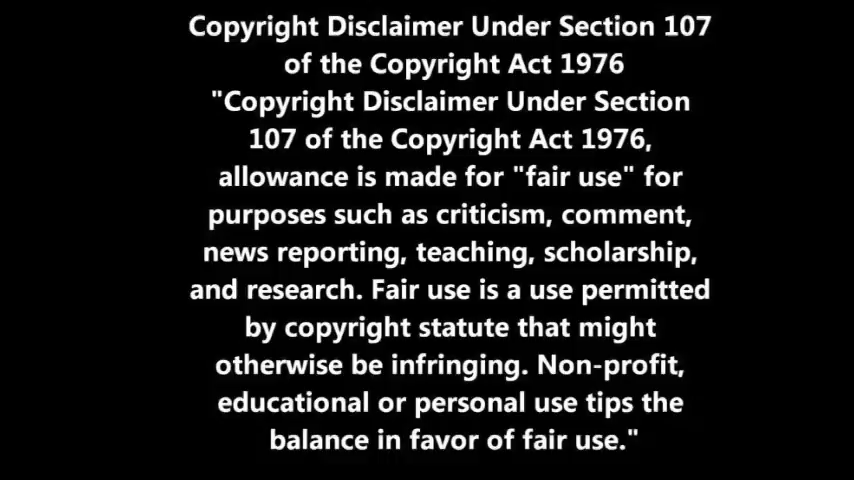 Copyright Disclaimer Under Section 107
of the Copyright Act 1976
"Copyright Disclaimer Under Section
107 of the Copyright Act 1976,
allowance is made for "fair use" for
purposes such as criticism, comment,
news reporting, teaching, scholarship,
and research. Fair use is a use permitted
by copyright statute that might
otherwise be infringing. Non-profit,
educational or personal use tips the
balance in favor of fair use."